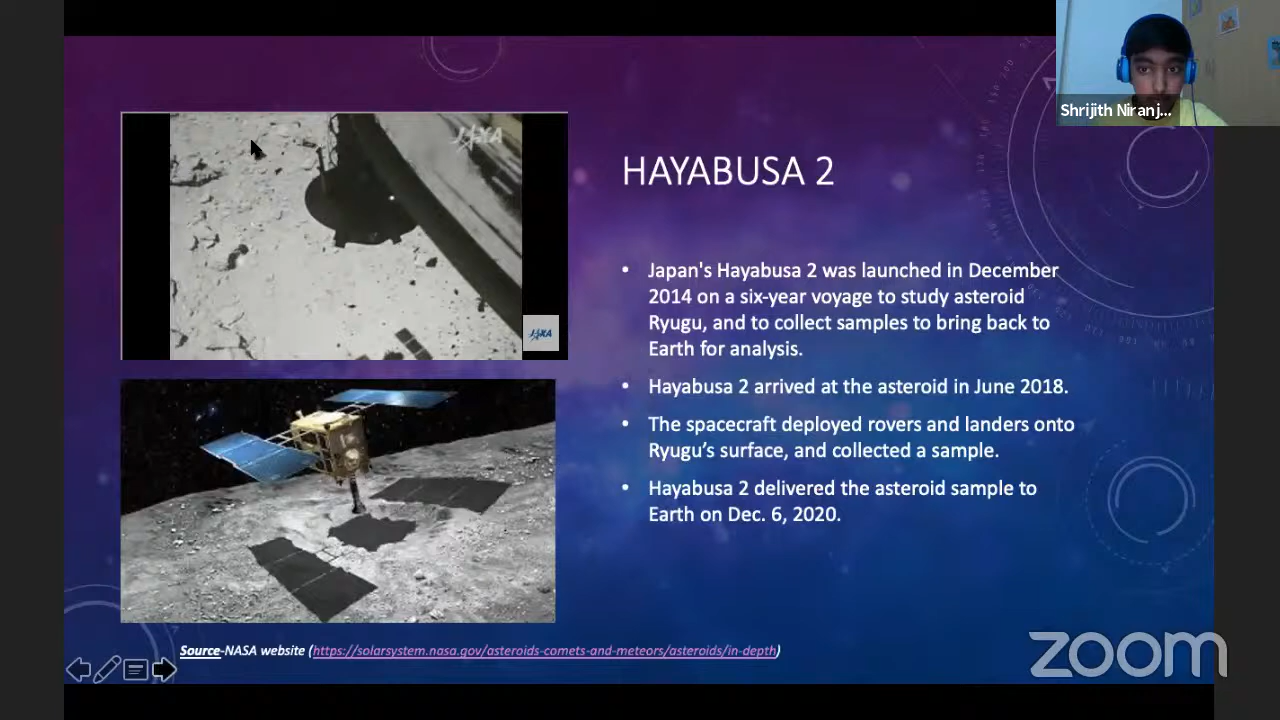 JAXA
Shrijith Niranj...
HAYABUSA 2
• Japan's Hayabusa 2 was launched in December
2014 on a six-year voyage to study asteroid
Ryugu, and to collect samples to bring back to
Earth for analysis.
• Hayabusa 2 arrived at the asteroid in June 2018.
• The spacecraft deployed rovers and landers onto
Ryugu’s surface, and collected a sample.
• Hayabusa 2 delivered the asteroid sample to
Earth on Dec. 6, 2020.
JAXA
Source-NASA website (https://solarsystem.nasa.gov/asteroids-comets-and-meteors/asteroids/in-depth)
zoom